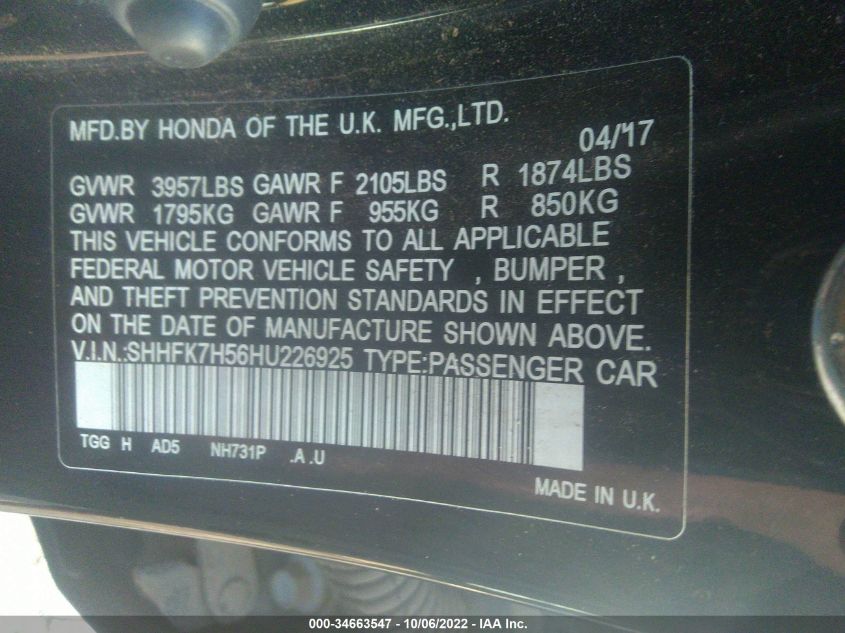 MFD.BY HONDA OF THE U.K. MFG.,LTD.
04/17
GVWR 3957LBS GAWR F 2105LBS R 1874LBS
GVWR 1795KG GAWR F 955KG R 850KG
THIS VEHICLE CONFORMS TO ALL APPLICABLE
FEDERAL MOTOR VEHICLE SAFETY , BUMPER ,
AND THEFT PREVENTION STANDARDS IN EFFECT
ON THE DATE OF MANUFACTURE SHOWN ABOVE.
V.I.N.:SHHFK7H56HU226925 TYPE:PASSENGER CAR
TGG H AD5 NH731P .A .U
MADE IN U.K.
000-34663547 - 10/06/2022 - IAA Inc.